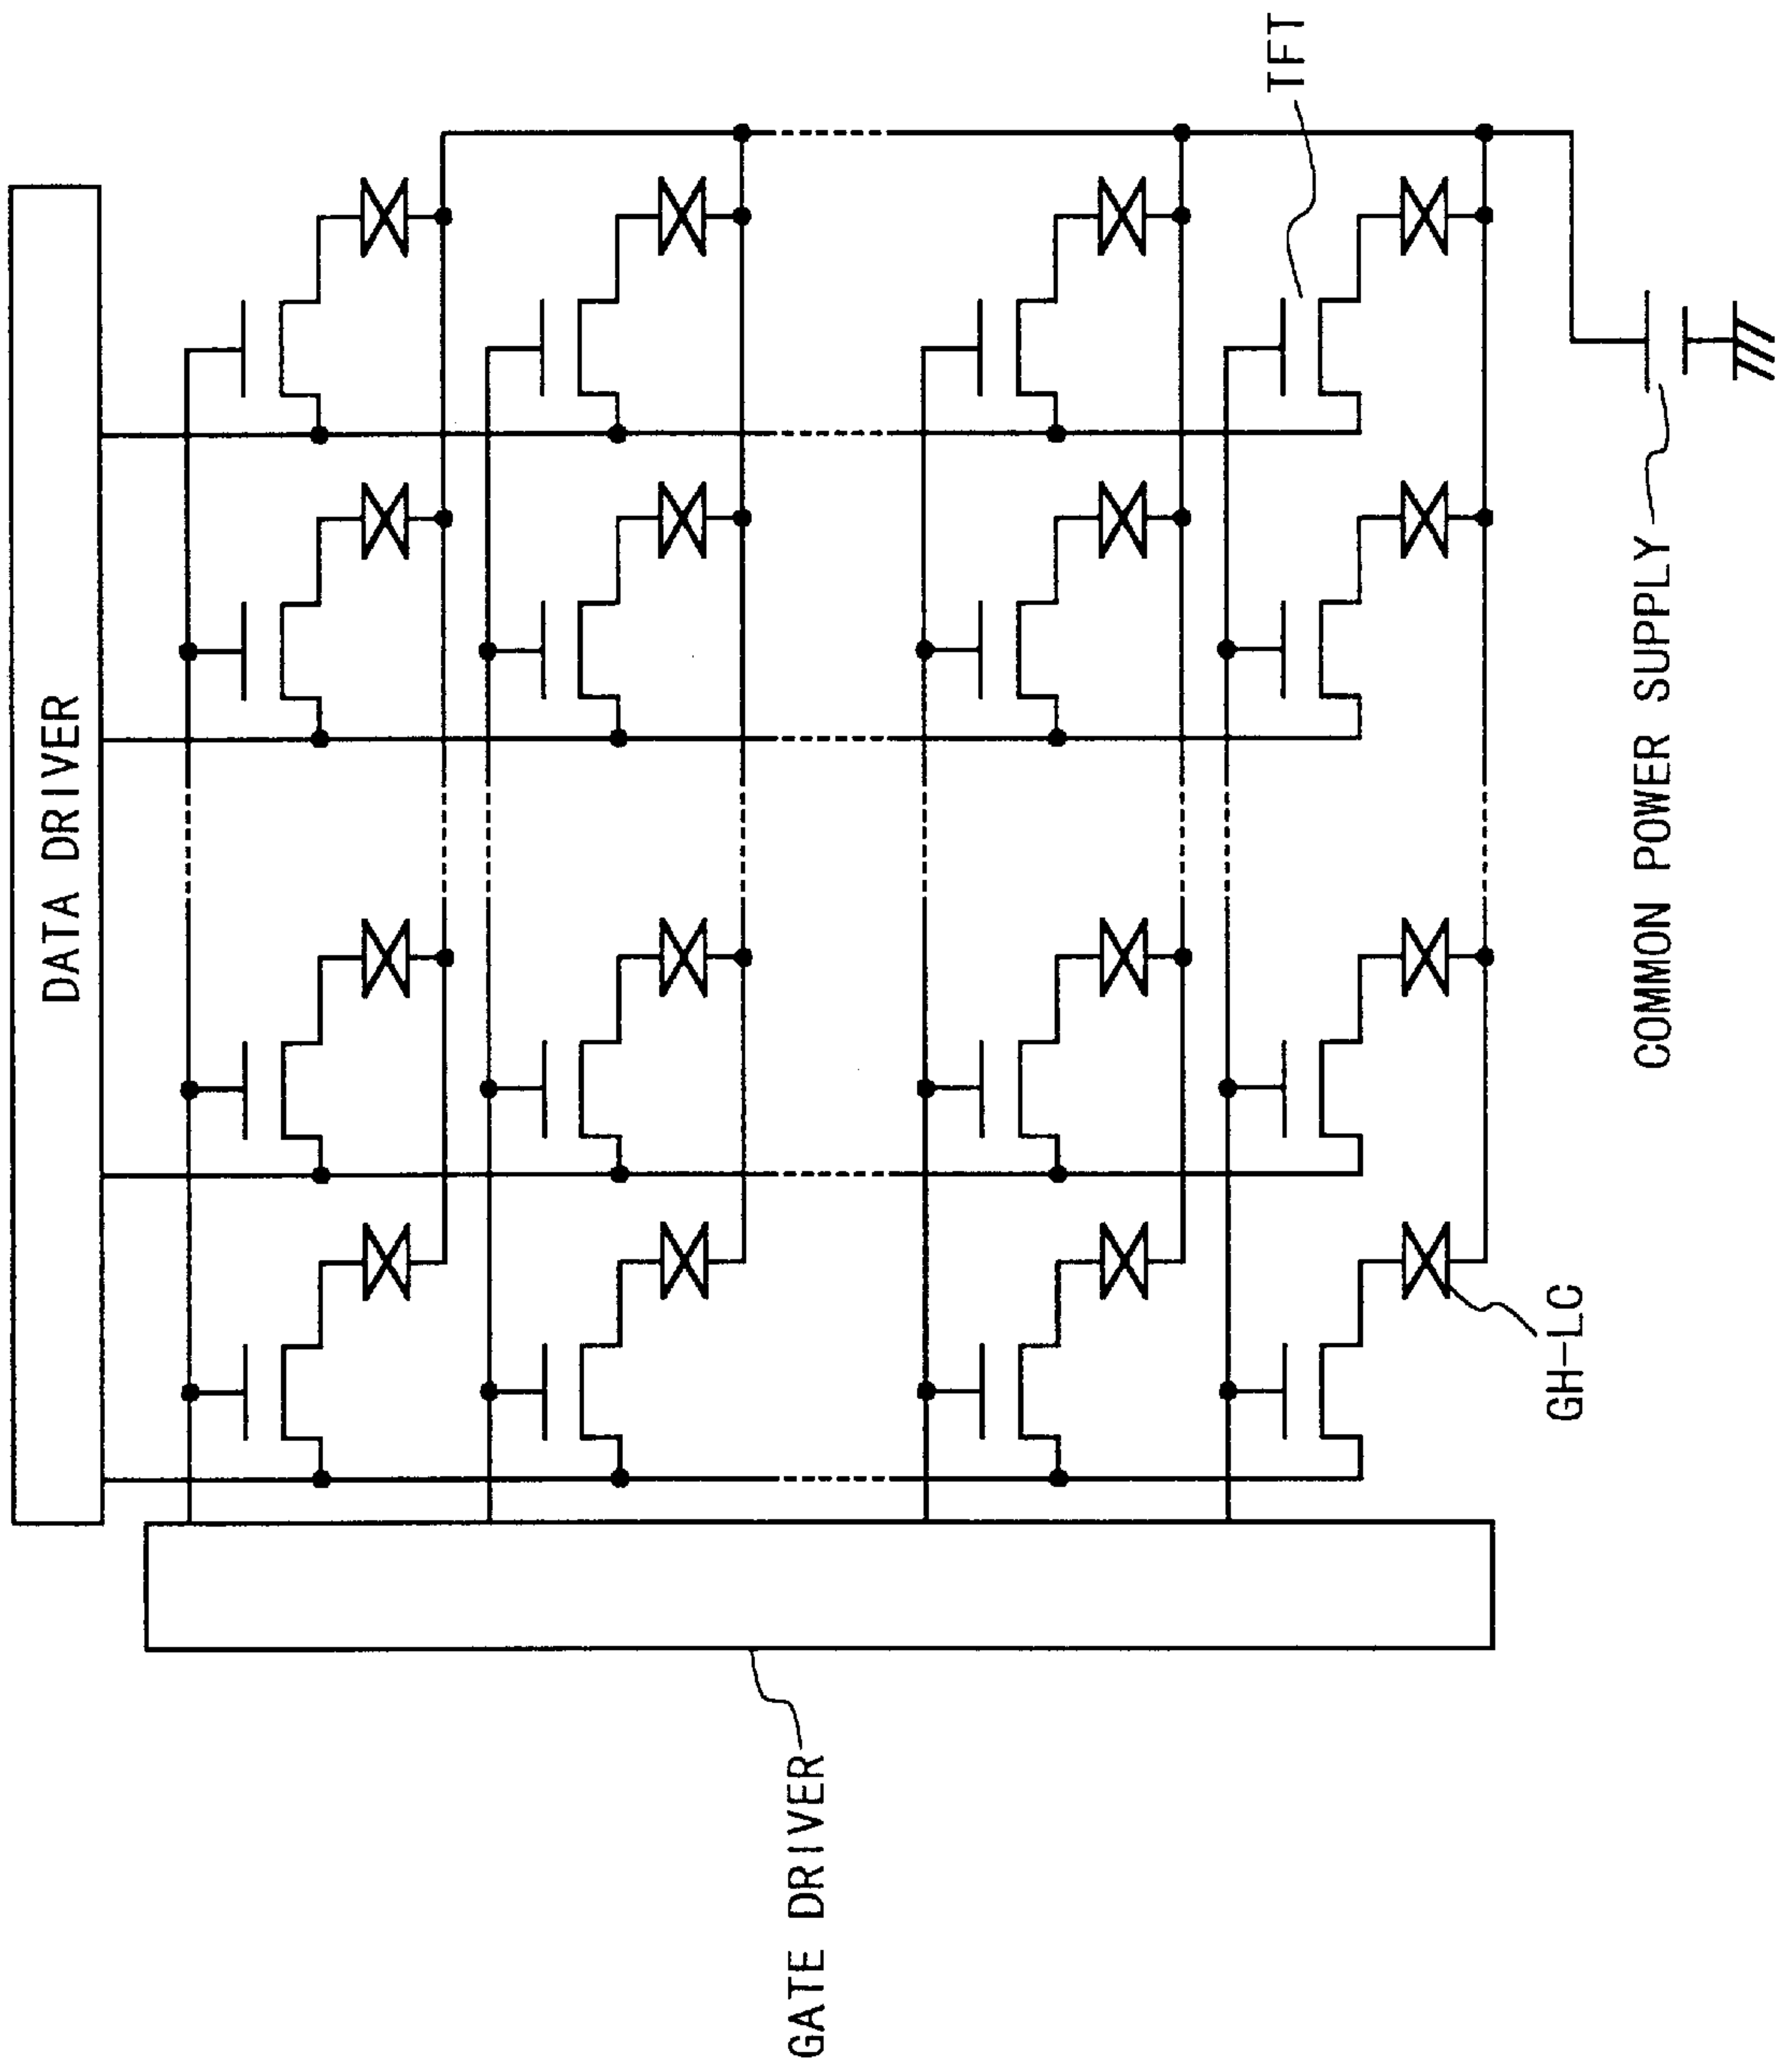 DATA DRIVER
TFT
COMMON POWER SUPPLY
GH-LC
GATE DRIVER